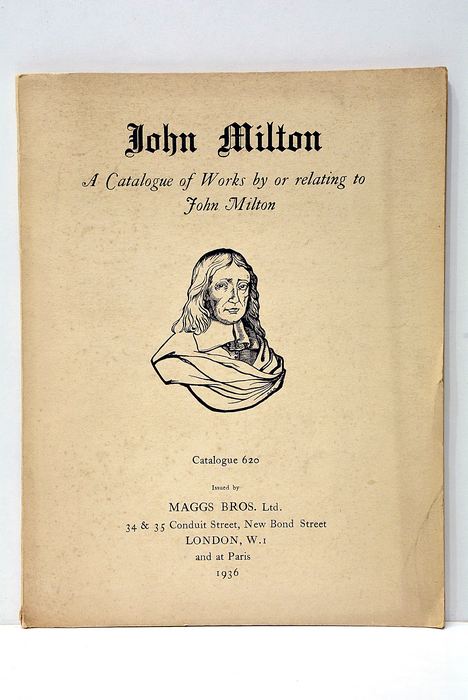 John Milton
A Catalogue of Works by or relating to
John Milton
Catalogue 620
Issued by
MAGGS BROS. Ltd.
34 & 35 Conduit Street, New Bond Street
LONDON, W.1
and at Paris
1936